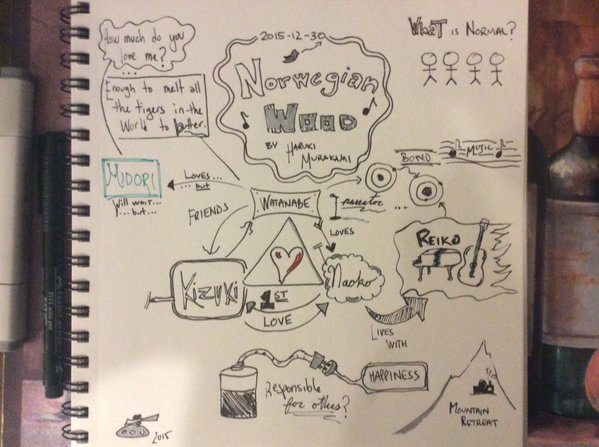 2015-12-30
Norwegian
Wood
BY HARUKI
MURAKAMI
How much do you
love me?
Enough to melt all
the tigers in the
World to butter.
WHAT IS NORMAL?
MIDORI
Will wait...
...but...
LOVES...
... but
FRIENDS
WATANABE
I narrator
...
LOVES
BOND
MUSIC
REIKO
KIZUKI
1ST
LOVE
Naoko
LIVES
WITH
Responsible
for others?
HAPPINESS
MOUNTAIN
RETREAT
2015